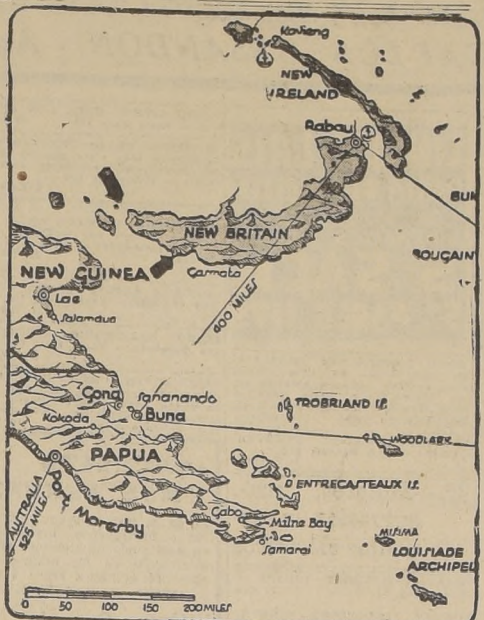 Kavieng
NEW
IRELAND
Rabaul
BUK
NEW BRITAIN
BOUGAIN
NEW GUINEA
Gasmata
Lae
400 MILES
Salamaua
Gona
Sananando
TROBRIAND IS.
Kokoda
Buna
WOODLARK
PAPUA
D'ENTRECASTEAUX IS.
AUSTRALIA
525 MILES
Port Moresby
Gabo
Milne Bay
Samarai
MISIMA
LOUISIADE
ARCHIPEL
0 50 100 150 200 MILES